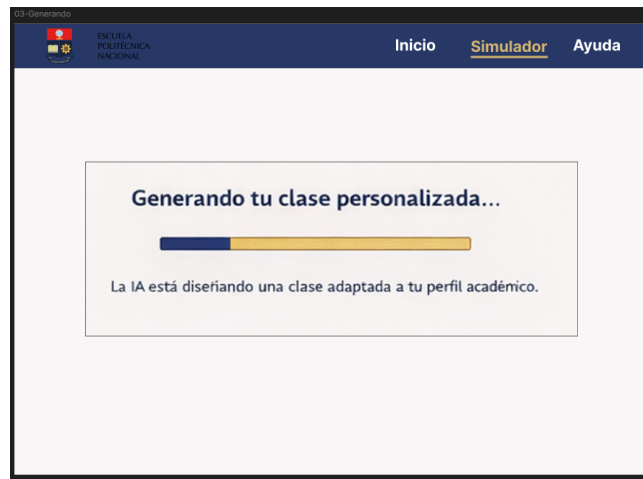 03-Generando
ESCUELA
POLITÉCNICA
NACIONAL
Inicio Simulador Ayuda
Generando tu clase personalizada...
La IA está diseñando una clase adaptada a tu perfil académico.